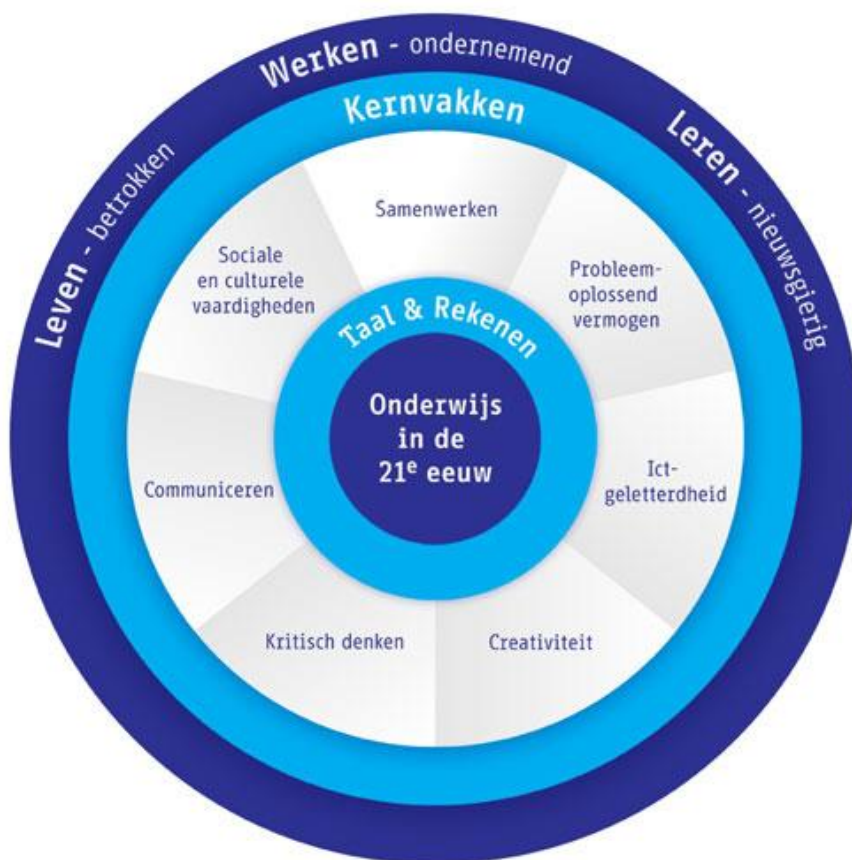 Werken - ondernemend
Leven - betrokken
Leren - nieuwsgierig
Kernvakken
Samenwerken
Sociale
en culturele
vaardigheden
Probleem-
oplossend
vermogen
Taal & Rekenen
Onderwijs
in de
21e eeuw
Communiceren
Ict-
geletterdheid
Kritisch denken
Creativiteit